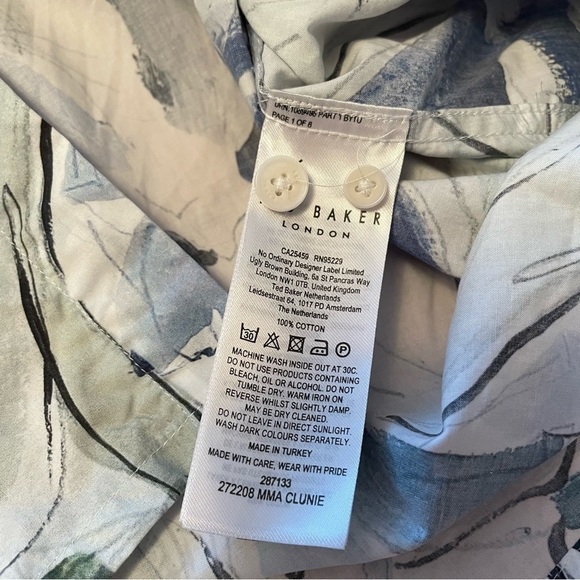 PAGE 1 OF 8
BAKER
LONDON
CA25459 RN95229
No Ordinary Designer Label Limited
Ugly Brown Building, 6a St Pancras Way
London NW1 0TB, United Kingdom
Ted Baker Netherlands
Leidsestraat 64, 1017 PD Amsterdam
The Netherlands
100% COTTON
30 P
MACHINE WASH INSIDE OUT AT 30C.
DO NOT USE PRODUCTS CONTAINING
BLEACH, OIL OR ALCOHOL. DO NOT
TUMBLE DRY. WARM IRON ON
REVERSE WHILST SLIGHTLY DAMP.
MAY BE DRY CLEANED.
DO NOT LEAVE IN DIRECT SUNLIGHT.
WASH DARK COLOURS SEPARATELY.
MADE IN TURKEY
MADE WITH CARE, WEAR WITH PRIDE
287133
272208 MMA CLUNIE